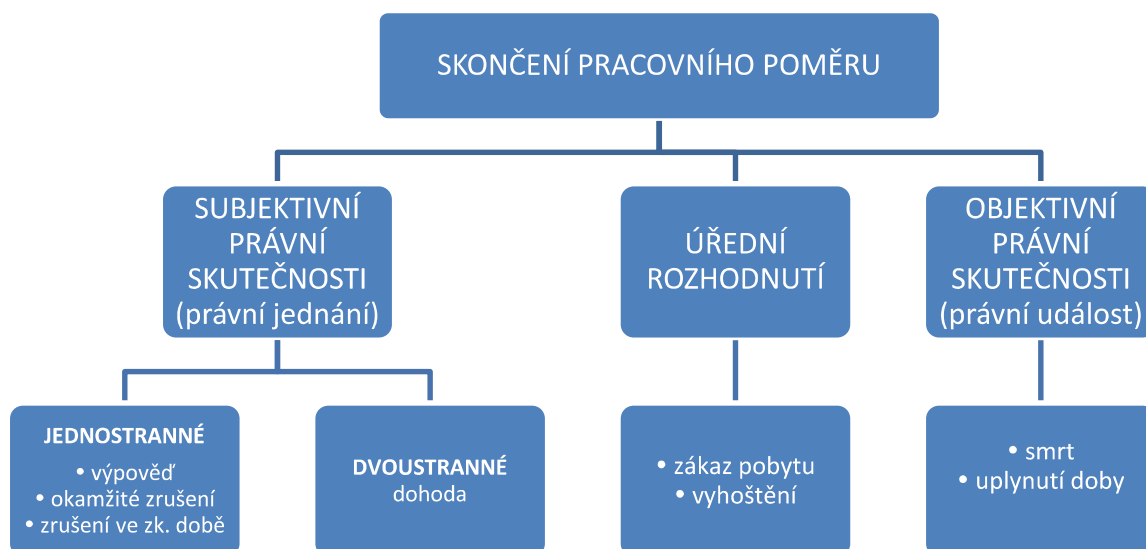 SKONČENÍ PRACOVNÍHO POMĚRU
SUBJEKTIVNÍ
PRÁVNÍ
SKUTEČNOSTI
(právní jednání)
ÚŘEDNÍ
ROZHODNUTÍ
OBJEKTIVNÍ
PRÁVNÍ
SKUTEČNOSTI
(právní událost)
JEDNOSTRANNÉ
• výpověď
• okamžité zrušení
• zrušení ve zk. době
DVOUSTRANNÉ
dohoda
• zákaz pobytu
• vyhoštění
• smrt
• uplynutí doby